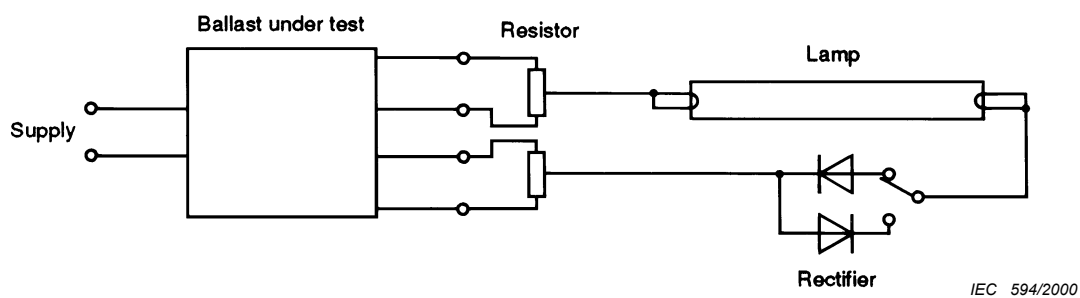 Ballast under test
Resistor
Lamp
Supply
Rectifier
IEC 594/2000